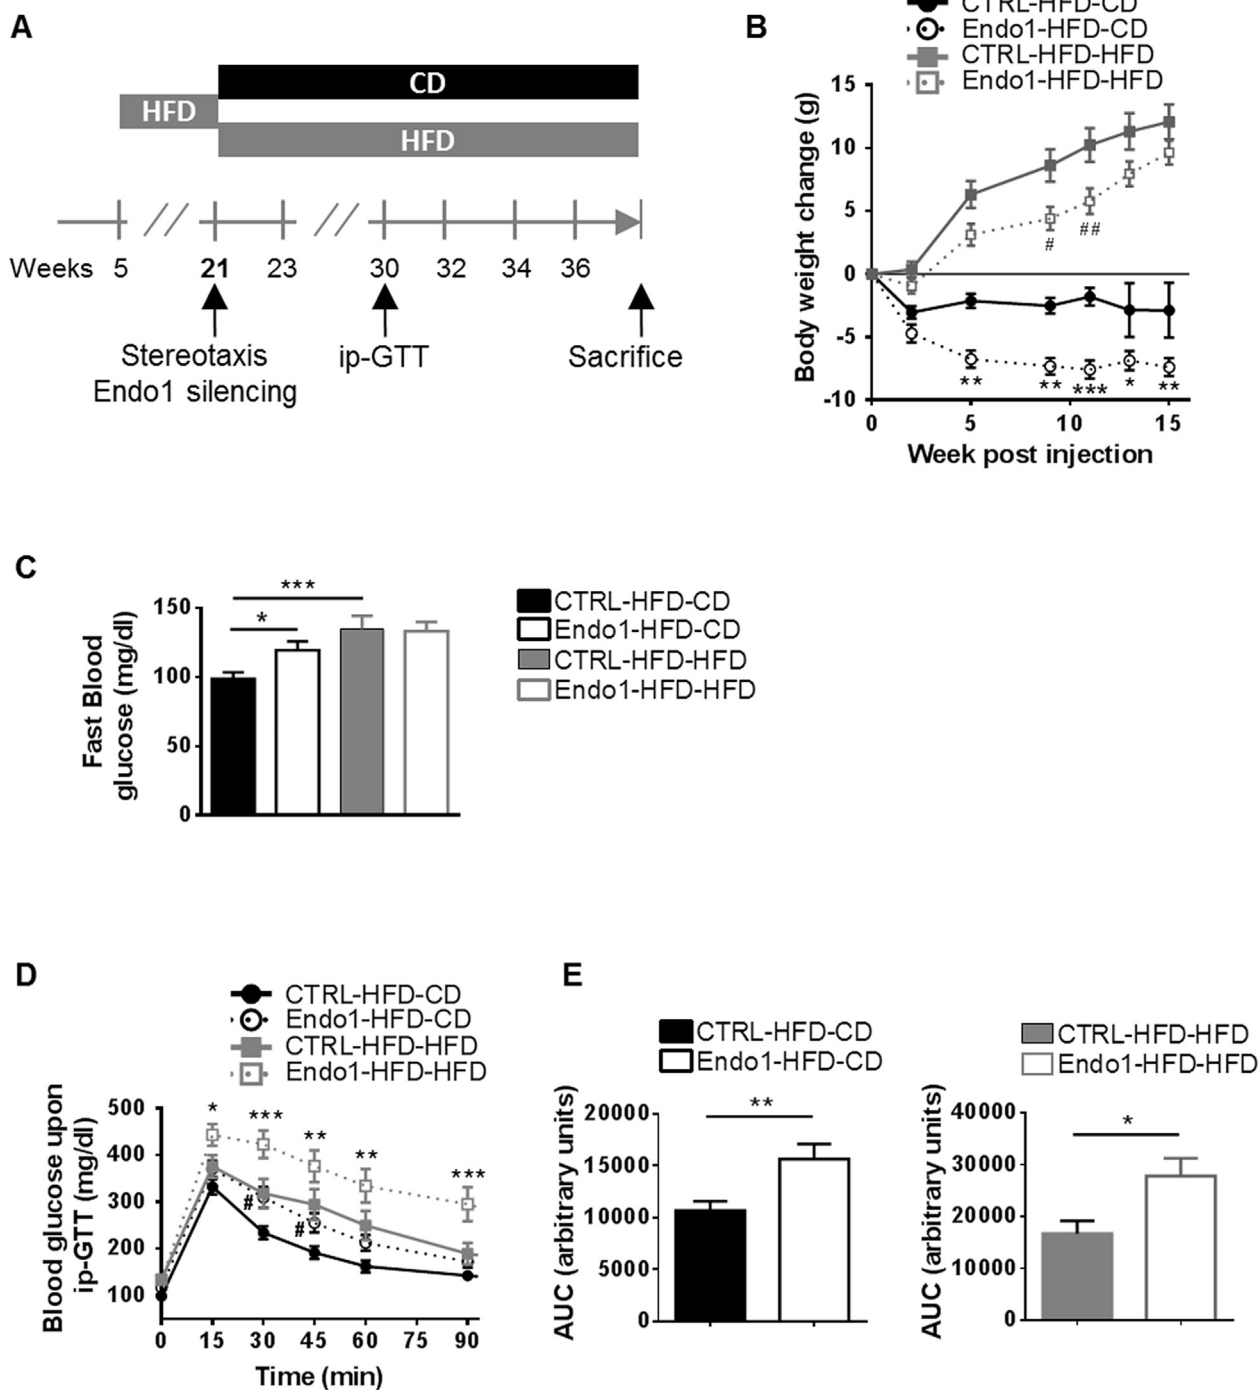 A
CD
HFD
HFD
Weeks 5 21 23 30 32 34 36
Stereotaxis
Endo1 silencing
ip-GTT
Sacrifice
B
CTRL-HFD-CD
Endo1-HFD-CD
CTRL-HFD-HFD
Endo1-HFD-HFD
Body weight change (g)
15
10
5
0
-5
-10
#
##
**
**
***
*
**
0 5 10 15
Week post injection
C
Fast Blood
glucose (mg/dl)
150
100
50
0
***
*
CTRL-HFD-CD
Endo1-HFD-CD
CTRL-HFD-HFD
Endo1-HFD-HFD
D
CTRL-HFD-CD
Endo1-HFD-CD
CTRL-HFD-HFD
Endo1-HFD-HFD
Blood glucose upon
ip-GTT (mg/dl)
500
400
300
200
100
*
***
**
**
***
#
#
0 15 30 45 60 90
Time (min)
E
CTRL-HFD-CD
Endo1-HFD-CD
AUC (arbitrary units)
20000
15000
10000
5000
0
**
CTRL-HFD-HFD
Endo1-HFD-HFD
AUC (arbitrary units)
40000
30000
20000
10000
0
*